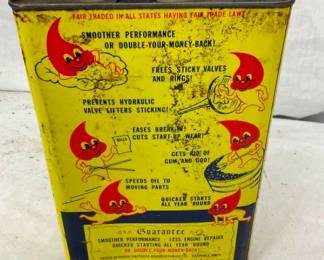 FAIR TRADED IN ALL STATES HAVING FAIR TRADE LAWS
SMOOTHER PERFORMANCE
OR DOUBLE-YOUR-MONEY-BACK!
FREES STICKY VALVES
AND RINGS!
PREVENTS HYDRAULIC
VALVE LIFTERS STICKING!
EASES BREAK-IN!
CUTS START-UP WEAR!
GETS RID OF
GUM AND GOO!
SPEEDS OIL TO
MOVING PARTS
QUICKER STARTS
ALL YEAR 'ROUND
Guarantee
SMOOTHER PERFORMANCE LESS ENGINE REPAIRS
QUICKER STARTING ALL YEAR 'ROUND
OR DOUBLE YOUR MONEY-BACK!